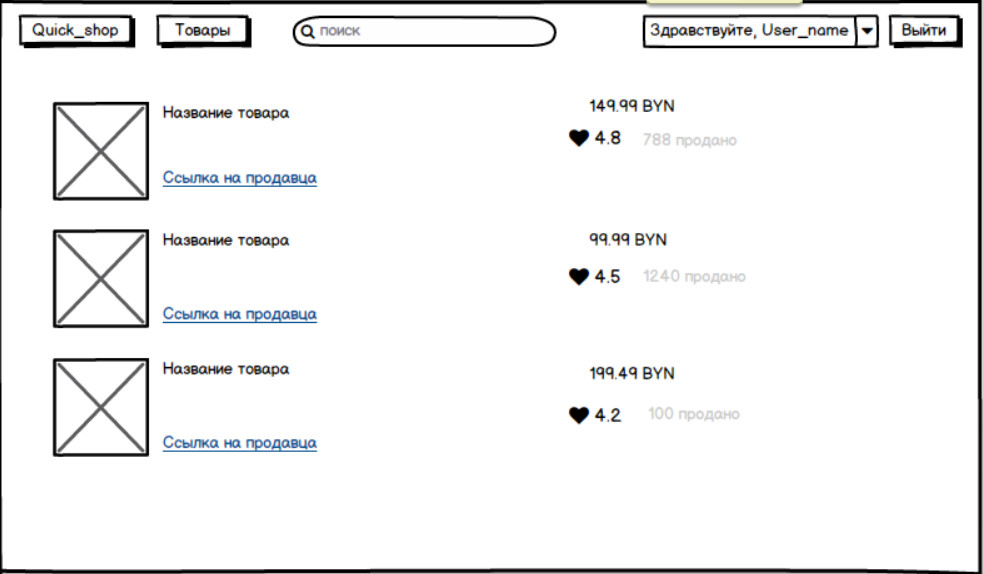 Quick_shop
Товары
поиск
Здравствуйте, User_name
Выйти
Название товара
149.99 BYN
4.8
788 продано
Ссылка на продавца
Название товара
99.99 BYN
4.5
1240 продано
Ссылка на продавца
Название товара
199.49 BYN
4.2
100 продано
Ссылка на продавца